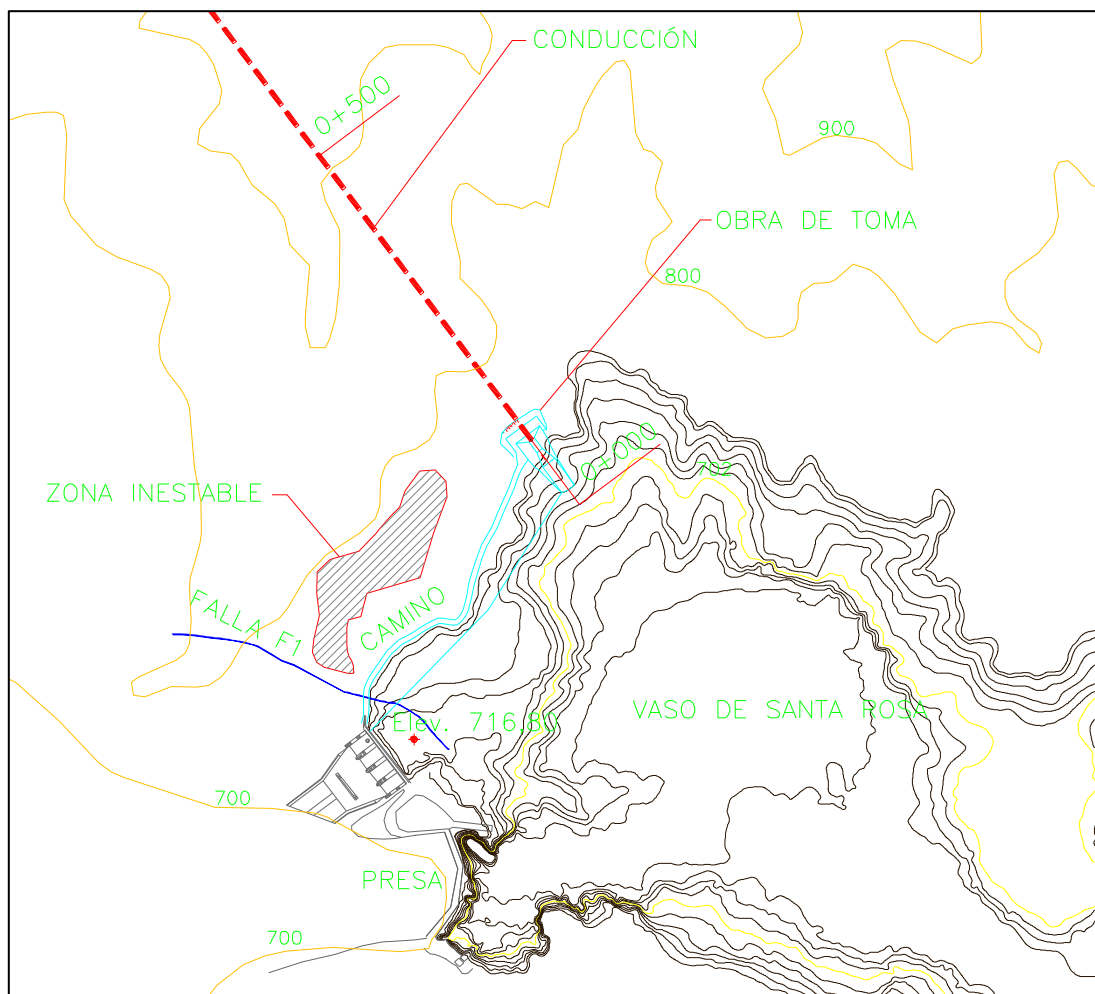 CONDUCCIÓN
0+500
900
OBRA DE TOMA
800
0+000
702
ZONA INESTABLE
FALLA F1
CAMINO
VASO DE SANTA ROSA
Elev. 716.80
700
PRESA
700